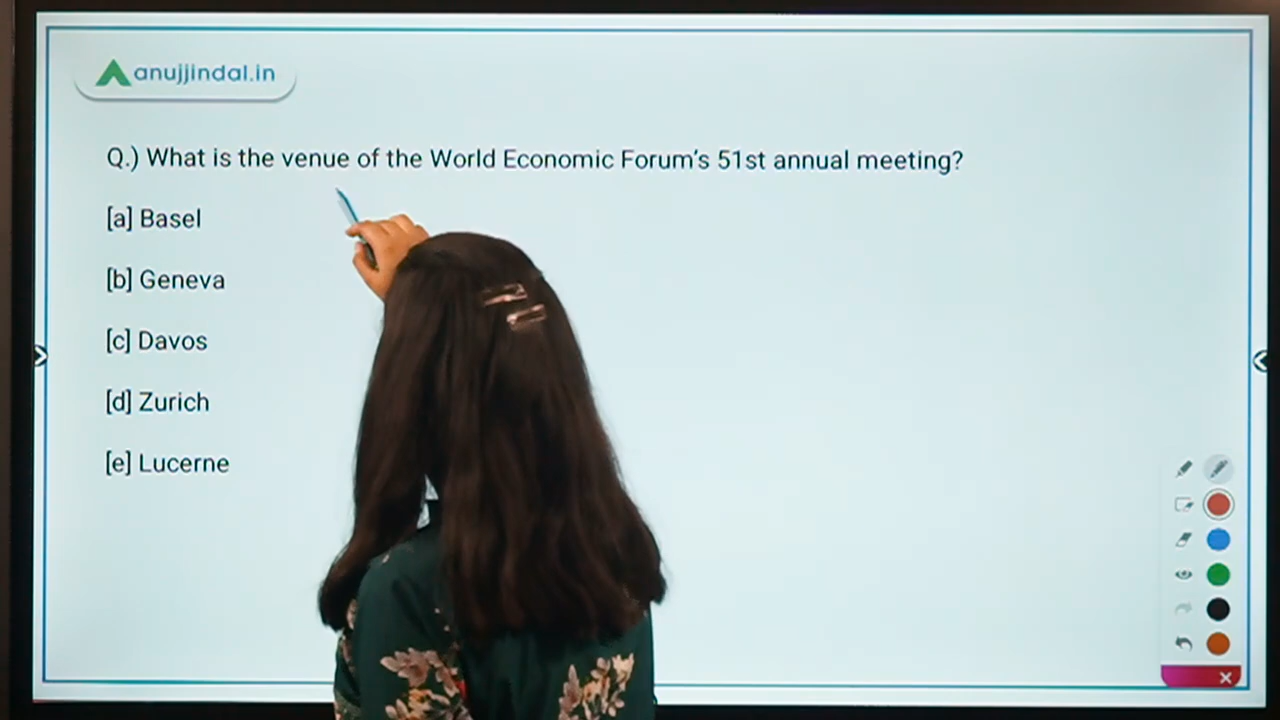 anujjindal.in
Q.) What is the venue of the World Economic Forum's 51st annual meeting?
[a] Basel
[b] Geneva
[c] Davos
[d] Zurich
[e] Lucerne